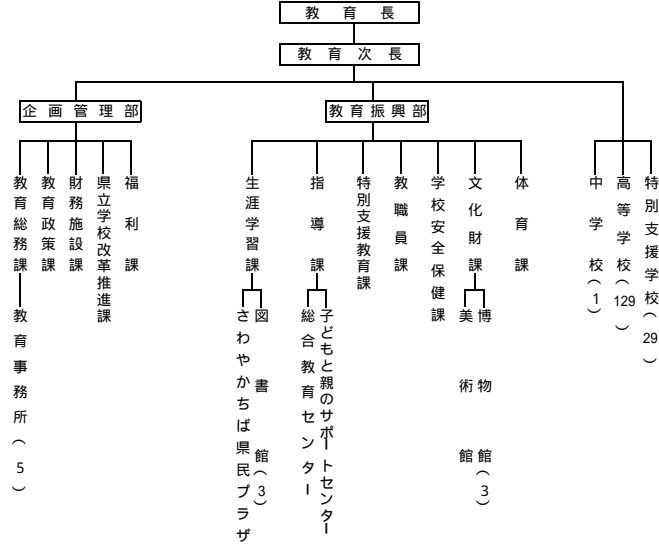 教育長
教育次長
企画管理部
教育振興部
教育総務課
教育政策課
財務施設課
県立学校改革推進課
福利課
生涯学習課
指導課
特別支援教育課
教職員課
学校安全保健課
文化財課
体育課
中学校(1)
高等学校(129)
特別支援学校(29)
教育事務所(5)
さわやかちば県民プラザ
図書館(3)
総合教育センター
子どもと親のサポートセンター
美術館
博物館(3)